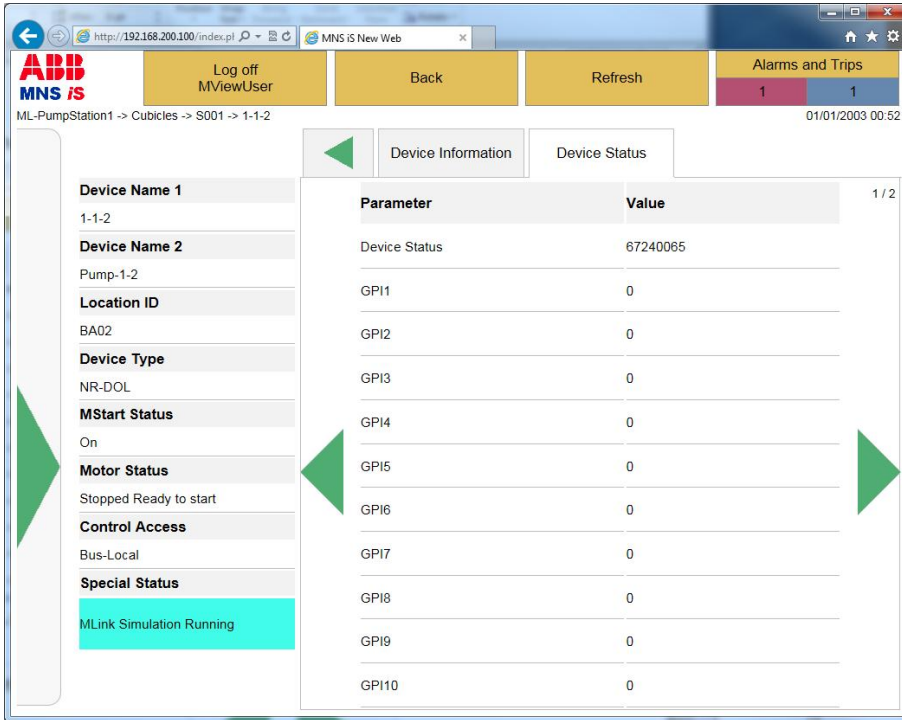 http://192.168.200.100/index.pl
MNS iS New Web
ABB
MNS iS
Log off
MViewUser
Back
Refresh
Alarms and Trips
1 1
ML-PumpStation1 -> Cubicles -> S001 -> 1-1-2
01/01/2003 00:52
Device Information
Device Status
Device Name 1
1-1-2
Device Name 2
Pump-1-2
Location ID
BA02
Device Type
NR-DOL
MStart Status
On
Motor Status
Stopped Ready to start
Control Access
Bus-Local
Special Status
MLink Simulation Running
1 / 2
Parameter Value
Device Status 67240065
GPI1 0
GPI2 0
GPI3 0
GPI4 0
GPI5 0
GPI6 0
GPI7 0
GPI8 0
GPI9 0
GPI10 0